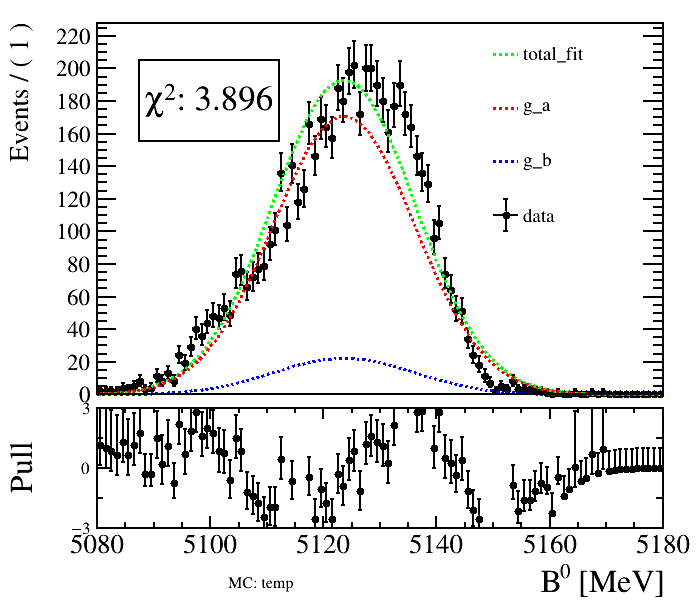 Events / ( 1 )
220
200
180
160
140
120
100
80
60
40
20
0
χ²: 3.896
total_fit
g_a
g_b
data
Pull
3
0
−3
5080 5100 5120 5140 5160 5180
MC: temp
B⁰ [MeV]